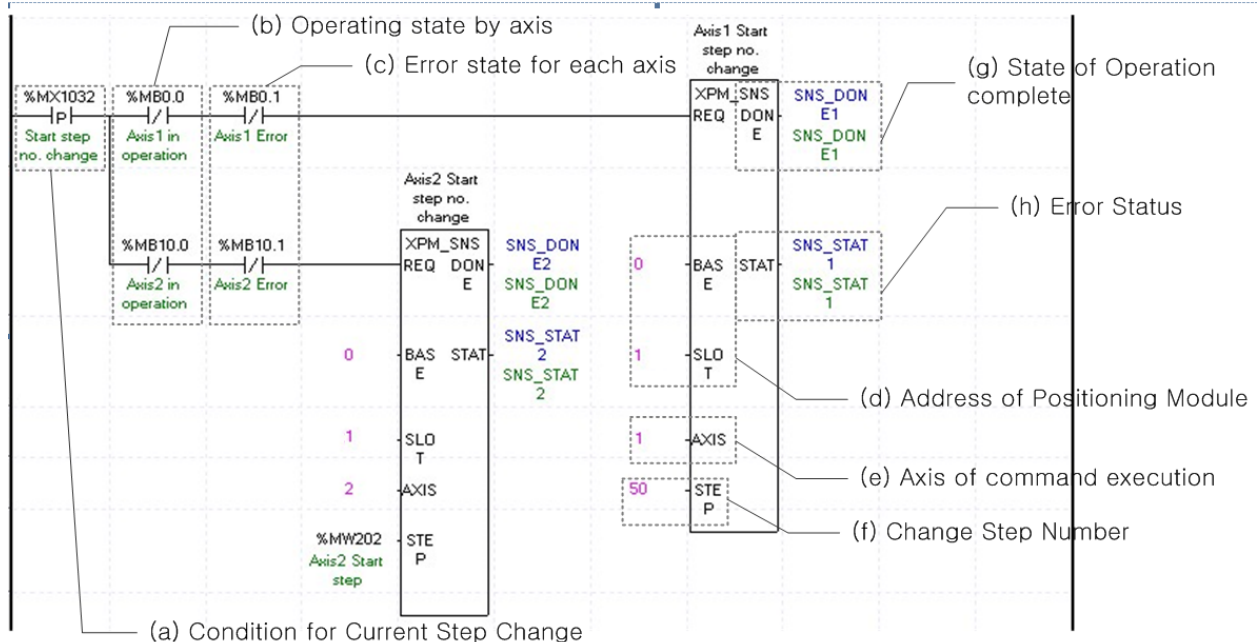 (b) Operating state by axis
(c) Error state for each axis
Axis1 Start
step no.
change
(g) State of Operation
complete
%MX1032
P
Start step
no. change
%MB0.0
Axis1 in
operation
%MB0.1
Axis1 Error
XPM_SNS
REQ DON
E
SNS_DON
E1
SNS_DON
E1
Axis2 Start
step no.
change
(h) Error Status
%MB10.0
Axis2 in
operation
%MB10.1
Axis2 Error
XPM_SNS
REQ DON
E
SNS_DON
E2
SNS_DON
E2
0
BAS STAT
E
SNS_STAT
1
SNS_STAT
1
0
BAS STAT
E
SNS_STAT
2
SNS_STAT
2
1
SLO
T
(d) Address of Positioning Module
1
SLO
T
1
AXIS
(e) Axis of command execution
2
AXIS
50
STE
P
(f) Change Step Number
%MW202
Axis2 Start
step
STE
P
(a) Condition for Current Step Change